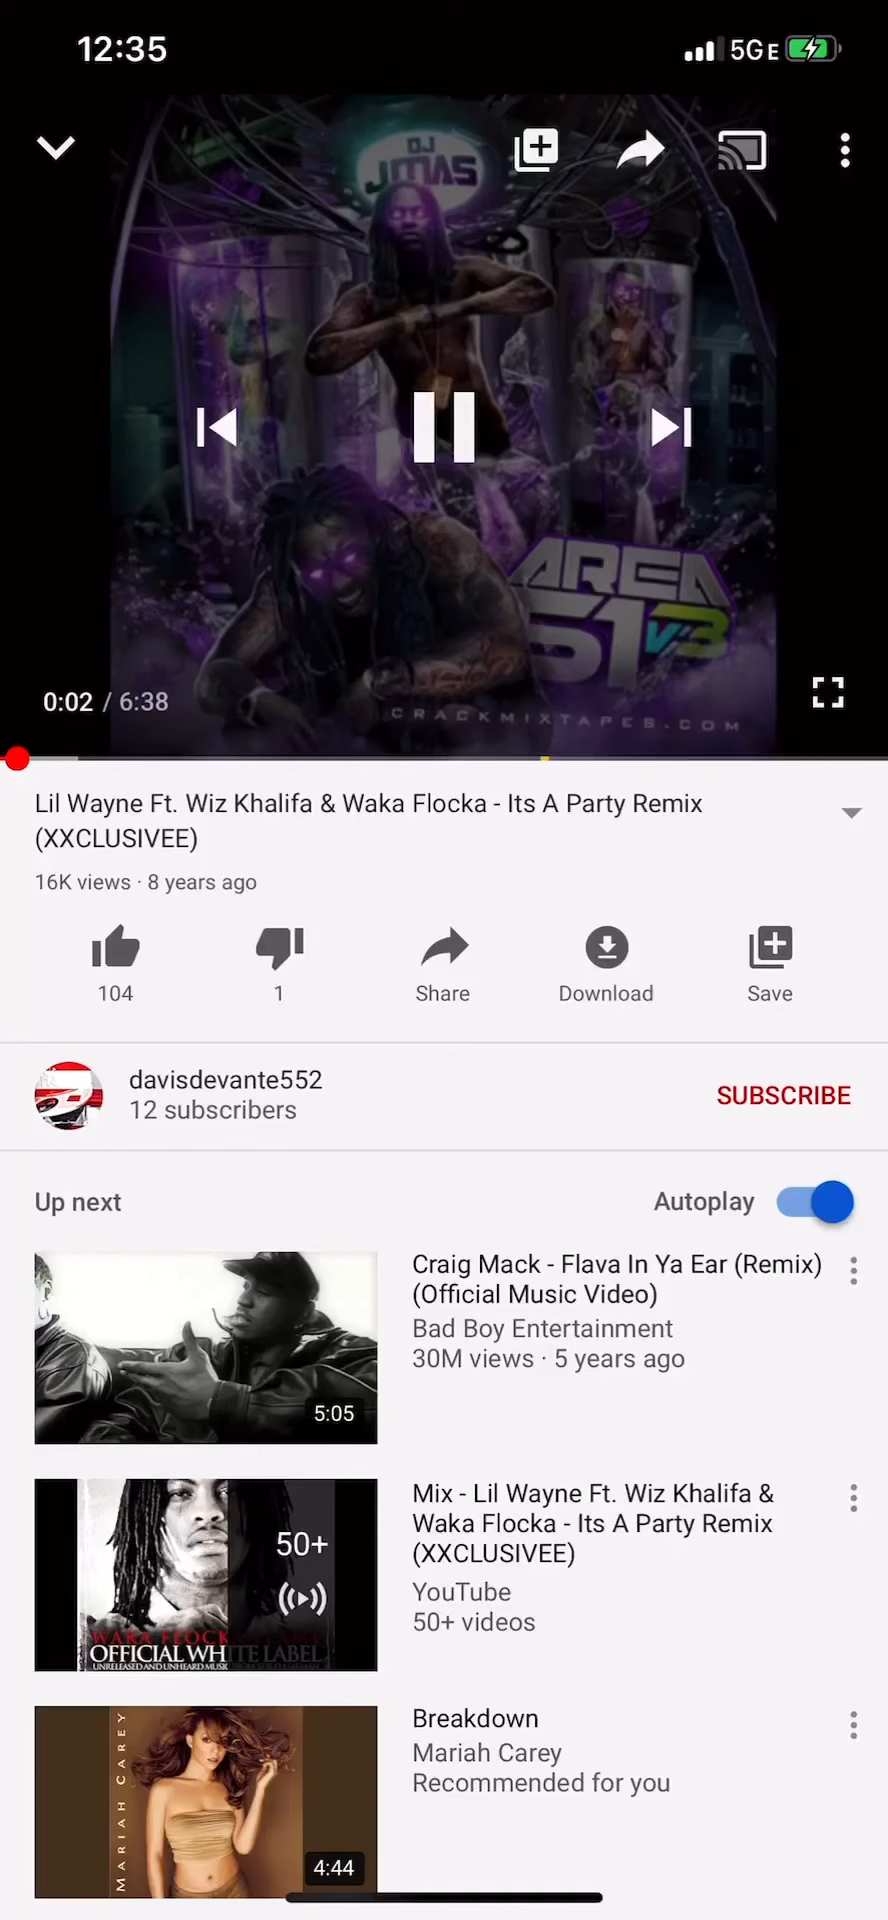 12:35
5GE
DJ
JMAS
AREA
51 v3
CRACKMIXTAPES.COM
0:02 / 6:38
Lil Wayne Ft. Wiz Khalifa & Waka Flocka - Its A Party Remix
(XXCLUSIVEE)
16K views · 8 years ago
104
1
Share
Download
Save
davisdevante552
12 subscribers
SUBSCRIBE
Up next
Autoplay
Craig Mack - Flava In Ya Ear (Remix)
(Official Music Video)
Bad Boy Entertainment
30M views · 5 years ago
5:05
Mix - Lil Wayne Ft. Wiz Khalifa &
Waka Flocka - Its A Party Remix
(XXCLUSIVEE)
YouTube
50+ videos
50+
WAKA FLOCK
OFFICIAL WHITE LABEL
UNRELEASED AND UNHEARD MUSIC
Breakdown
Mariah Carey
Recommended for you
MARIAH CAREY
4:44